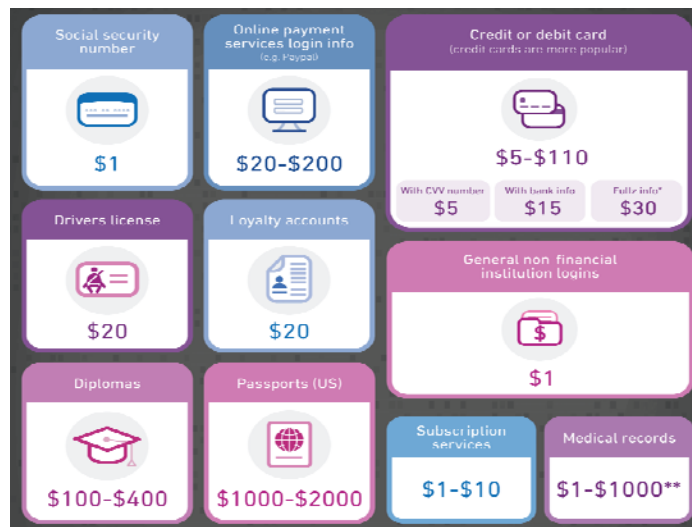 Social security
number
$1
Online payment
services login info
(e.g. Paypal)
$20-$200
Credit or debit card
(credit cards are more popular)
$5-$110
With CVV number
$5
With bank info
$15
Fullz info*
$30
Drivers license
$20
Loyalty accounts
$20
General non financial
institution logins
$
$1
Diplomas
$100-$400
Passports (US)
$1000-$2000
Subscription
services
$1-$10
Medical records
$1-$1000**